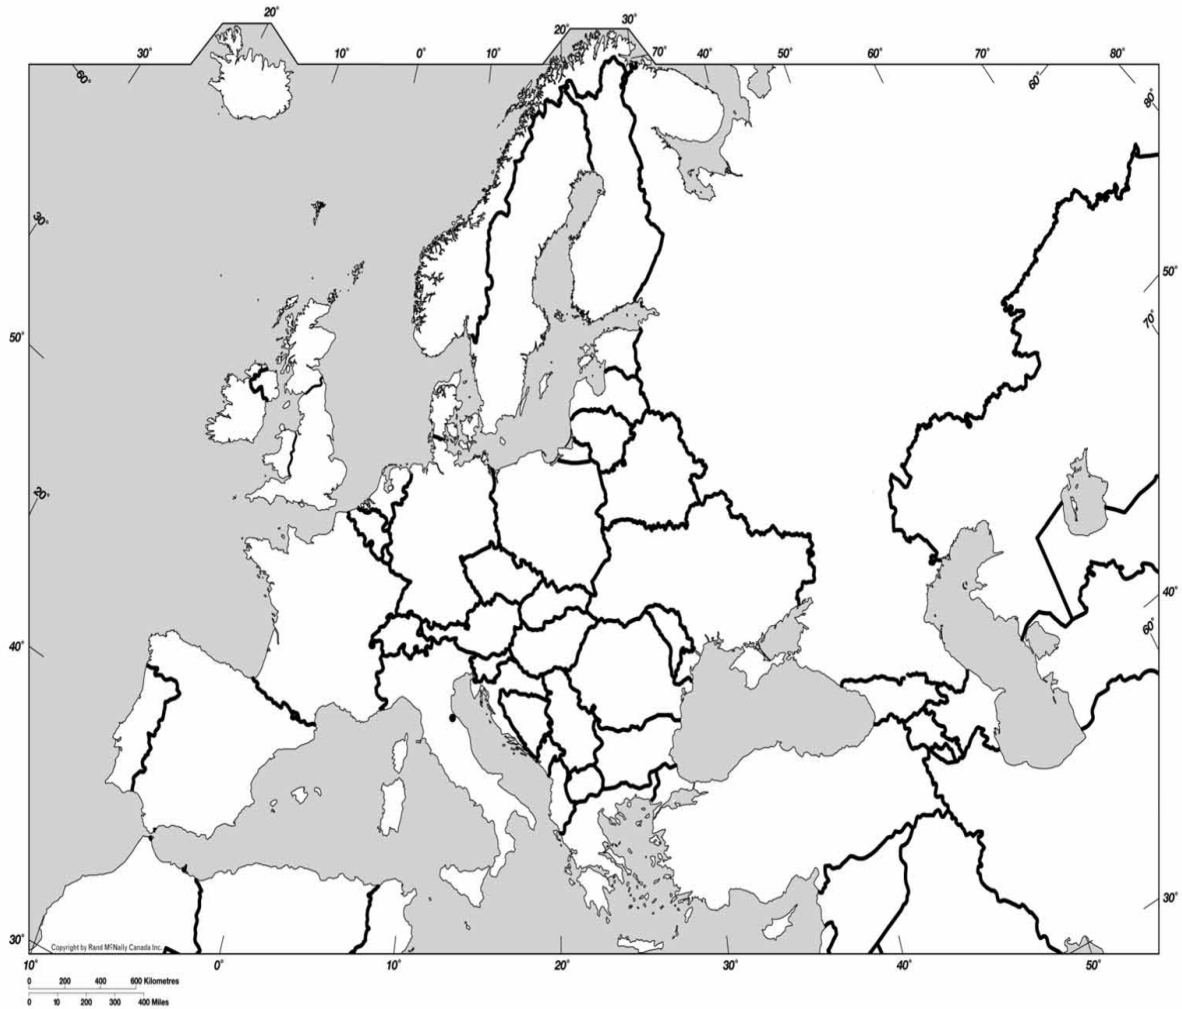 20° 30°
30° 10° 0° 10° 20° 70° 40° 50° 60° 70° 80°
60° 60° 80°
30°
50°
50° 70°
20°
40°
40° 60°
30°
30° Copyright by Rand McNally Canada Inc.
10° 0° 10° 20° 30° 40° 50°
0 200 400 600 Kilometres
0 10 200 300 400 Miles